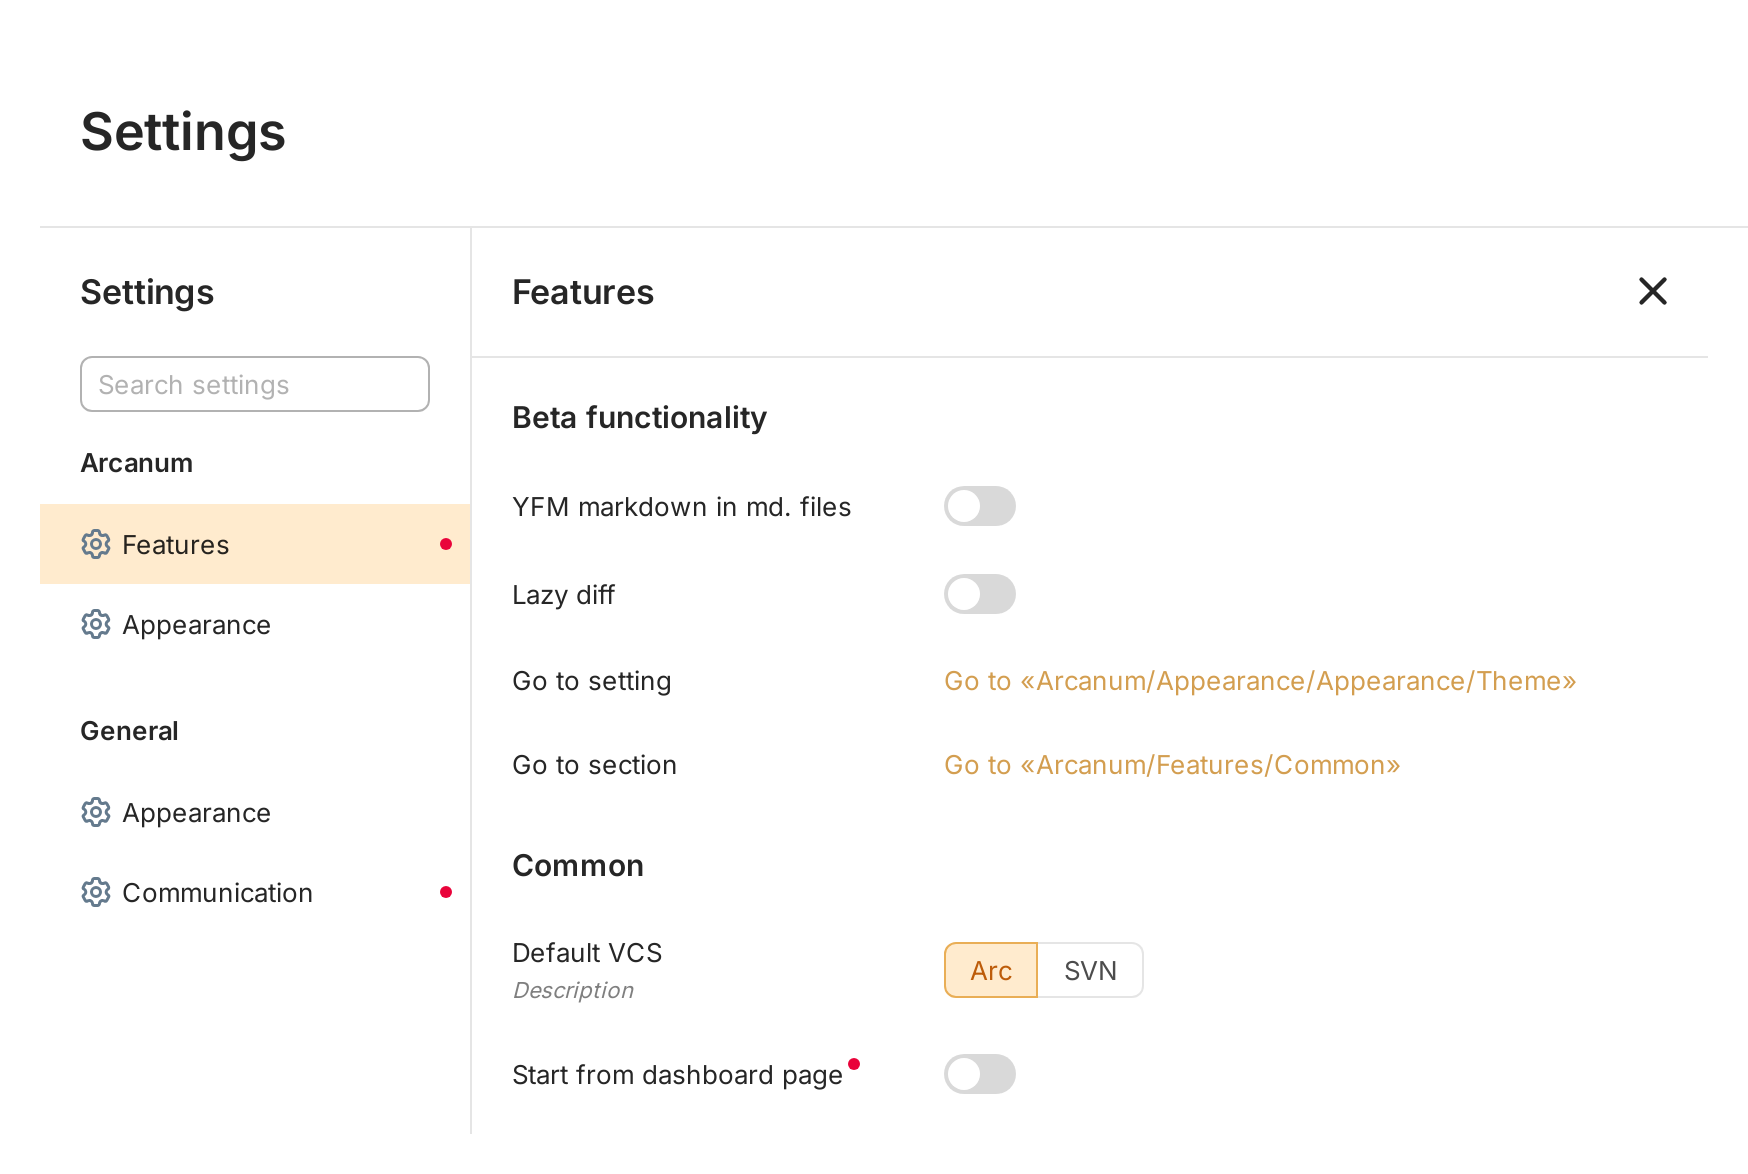 Settings
Settings
Search settings
Arcanum
Features
Appearance
General
Appearance
Communication
Features
Beta functionality
YFM markdown in md. files
Lazy diff
Go to setting
Go to «Arcanum/Appearance/Appearance/Theme»
Go to section
Go to «Arcanum/Features/Common»
Common
Default VCS
Description
Arc
SVN
Start from dashboard page